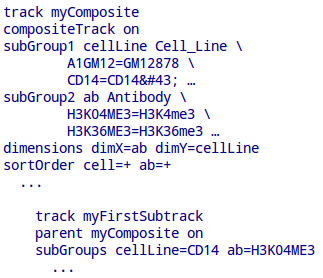 track myComposite
compositeTrack on
subGroup1 cellLine Cell_Line \
A1GM12=GM12878 \
CD14=CD14&#43; …
subGroup2 ab Antibody \
H3K04ME3=H3K4me3 \
H3K36ME3=H3K36me3 …
dimensions dimX=ab dimY=cellLine
sortOrder cell=+ ab=+
...
track myFirstSubtrack
parent myComposite on
subGroups cellLine=CD14 ab=H3K04ME3
...